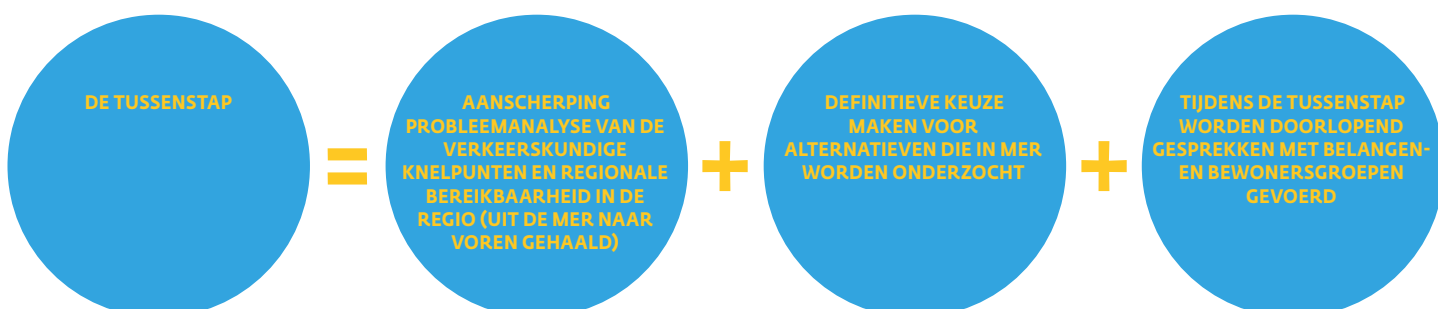 DE TUSSENSTAP
=
AANSCHERPING
PROBLEEMANALYSE VAN DE
VERKEERSKUNDIGE
KNELPUNTEN EN REGIONALE
BEREIKBAARHEID IN DE
REGIO (UIT DE MER NAAR
VOREN GEHAALD)
+
DEFINITIEVE KEUZE
MAKEN VOOR
ALTERNATIEVEN DIE IN MER
WORDEN ONDERZOCHT
+
TIJDENS DE TUSSENSTAP
WORDEN DOORLOPEND
GESPREKKEN MET BELANGEN-
EN BEWONERSGROEPEN
GEVOERD